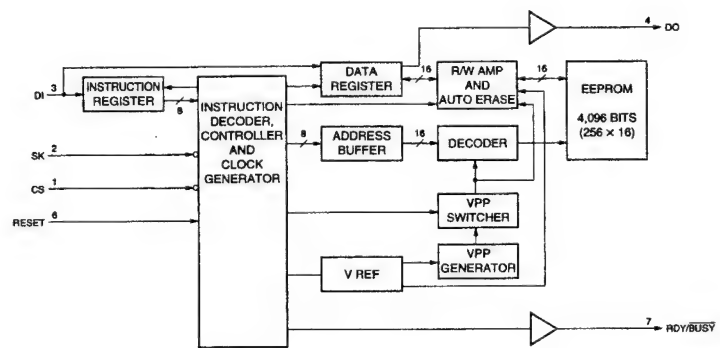 4
DO
DI
3
INSTRUCTION
REGISTER
8
INSTRUCTION
DECODER,
CONTROLLER
AND
CLOCK
GENERATOR
DATA
REGISTER
16
R/W AMP
AND
AUTO ERASE
16
EEPROM
4,096 BITS
(256 × 16)
SK
2
CS
1
RESET
6
8
ADDRESS
BUFFER
16
DECODER
VPP
SWITCHER
VPP
GENERATOR
V REF
7
RDY/BUSY